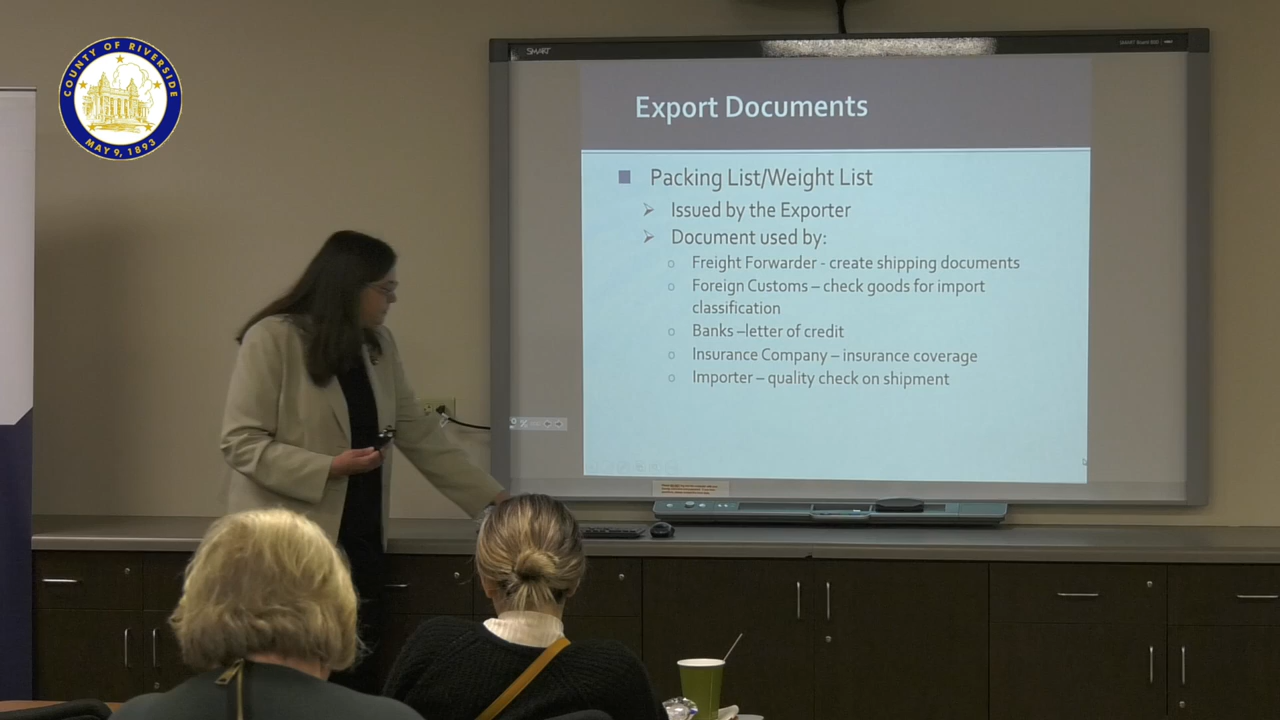 COUNTY OF RIVERSIDE
MAY 9, 1893
SMART
Export Documents
Packing List/Weight List
Issued by the Exporter
Document used by:
Freight Forwarder - create shipping documents
Foreign Customs – check goods for import
classification
Banks –letter of credit
Insurance Company – insurance coverage
Importer – quality check on shipment